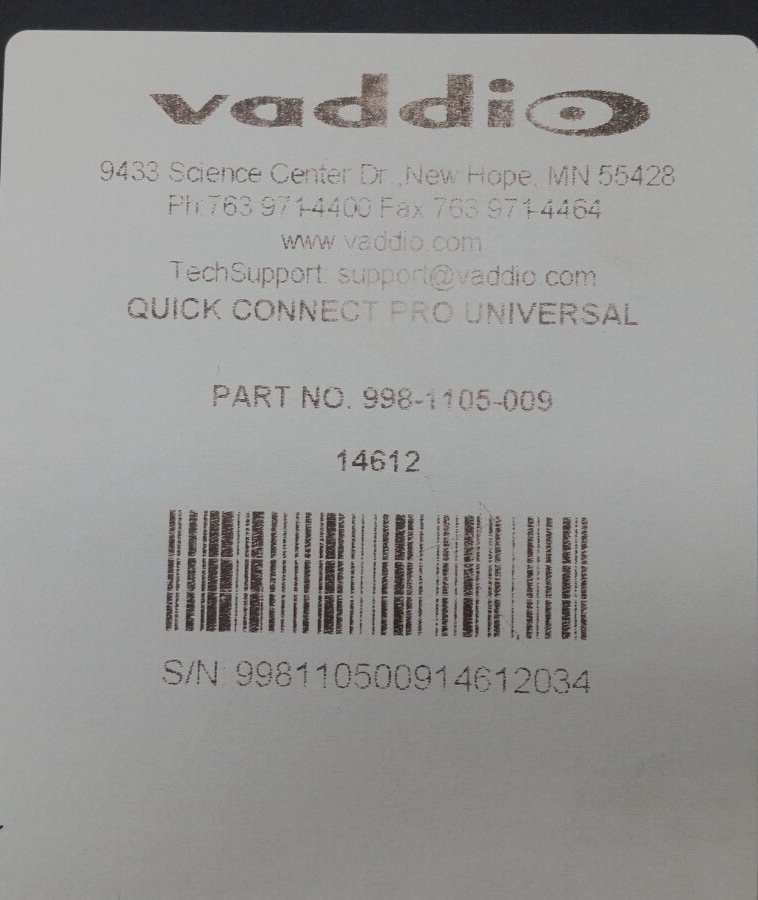 vaddio
9433 Science Center Dr.,New Hope, MN 55428
Ph:763 971-4400 Fax 763 971-4464
www.vaddio.com
TechSupport: support@vaddio.com
QUICK CONNECT PRO UNIVERSAL
PART NO. 998-1105-009
14612
S/N: 998110500914612034